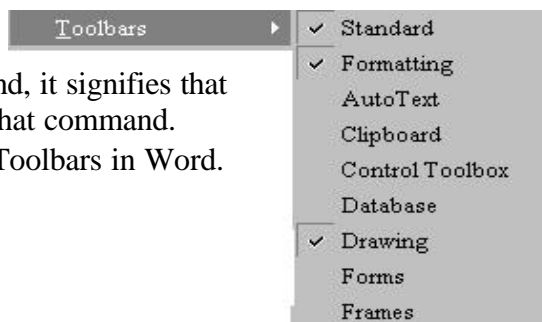 Toolbars
Standard
Formatting
AutoText
Clipboard
Control Toolbox
Database
Drawing
Forms
Frames
nd, it signifies that
hat command.
Toolbars in Word.